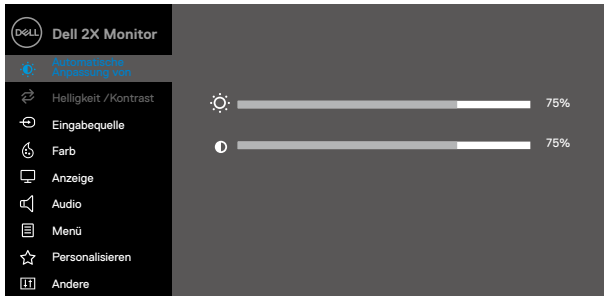 DELL
Dell 2X Monitor
Automatische
Anpassung von
Helligkeit /Kontrast
75%
Eingabequelle
75%
Farb
Anzeige
Audio
Menü
Personalisieren
Andere